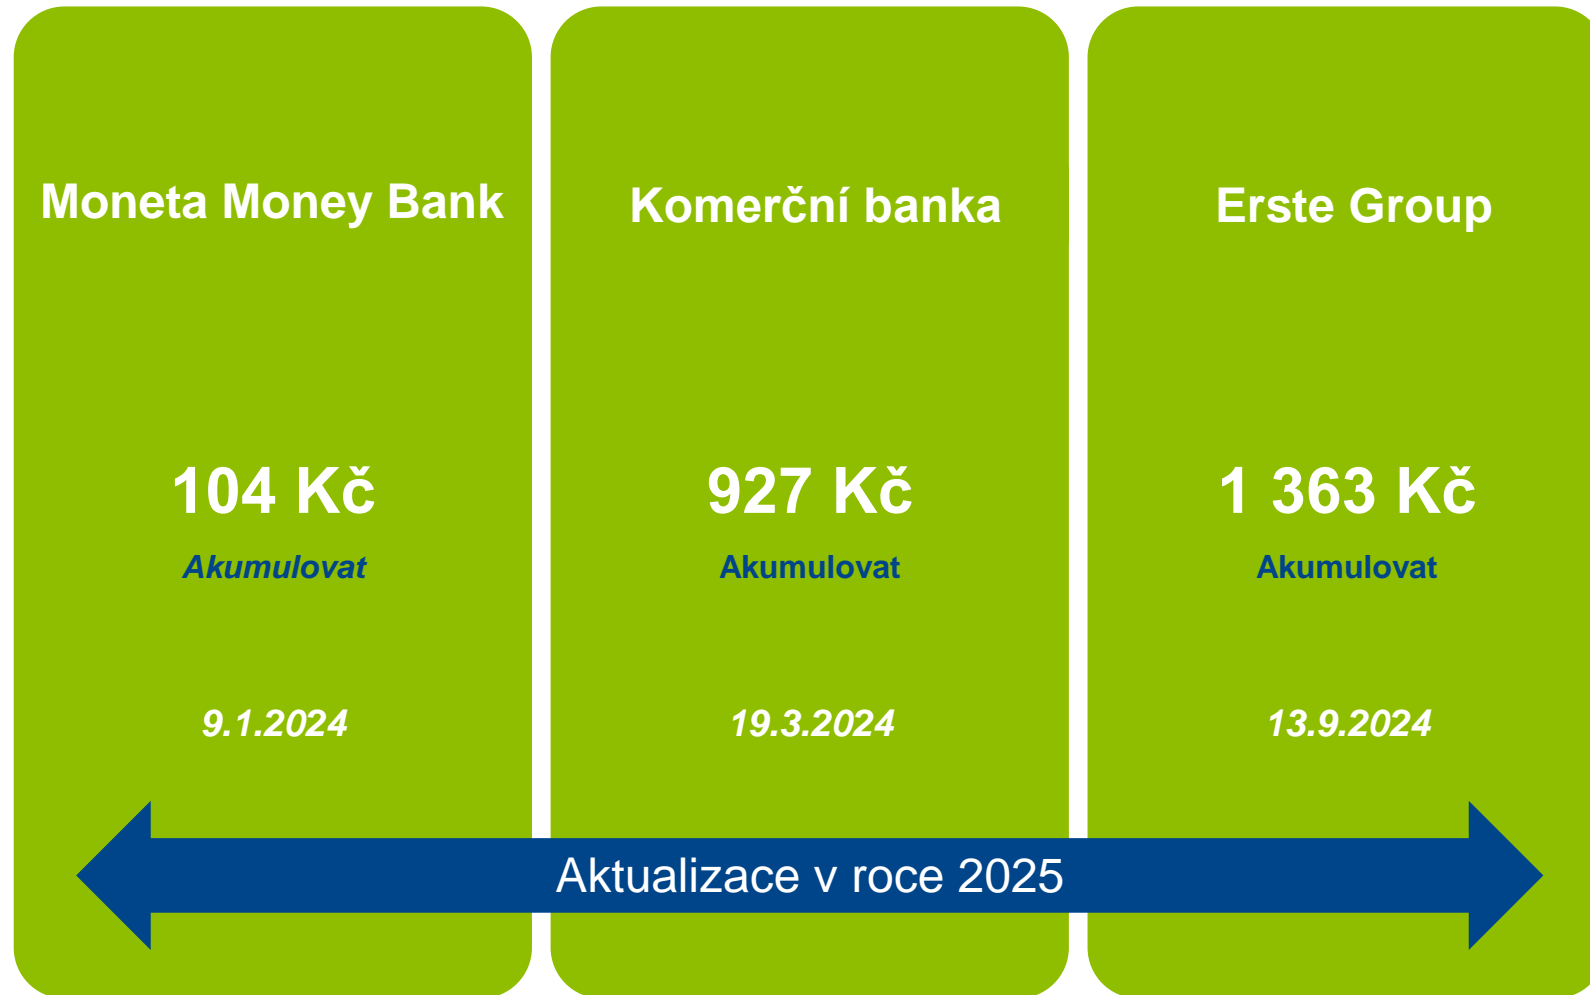 Moneta Money Bank
104 Kč
Akumulovat
9.1.2024
Komerční banka
927 Kč
Akumulovat
19.3.2024
Erste Group
1 363 Kč
Akumulovat
13.9.2024
Aktualizace v roce 2025